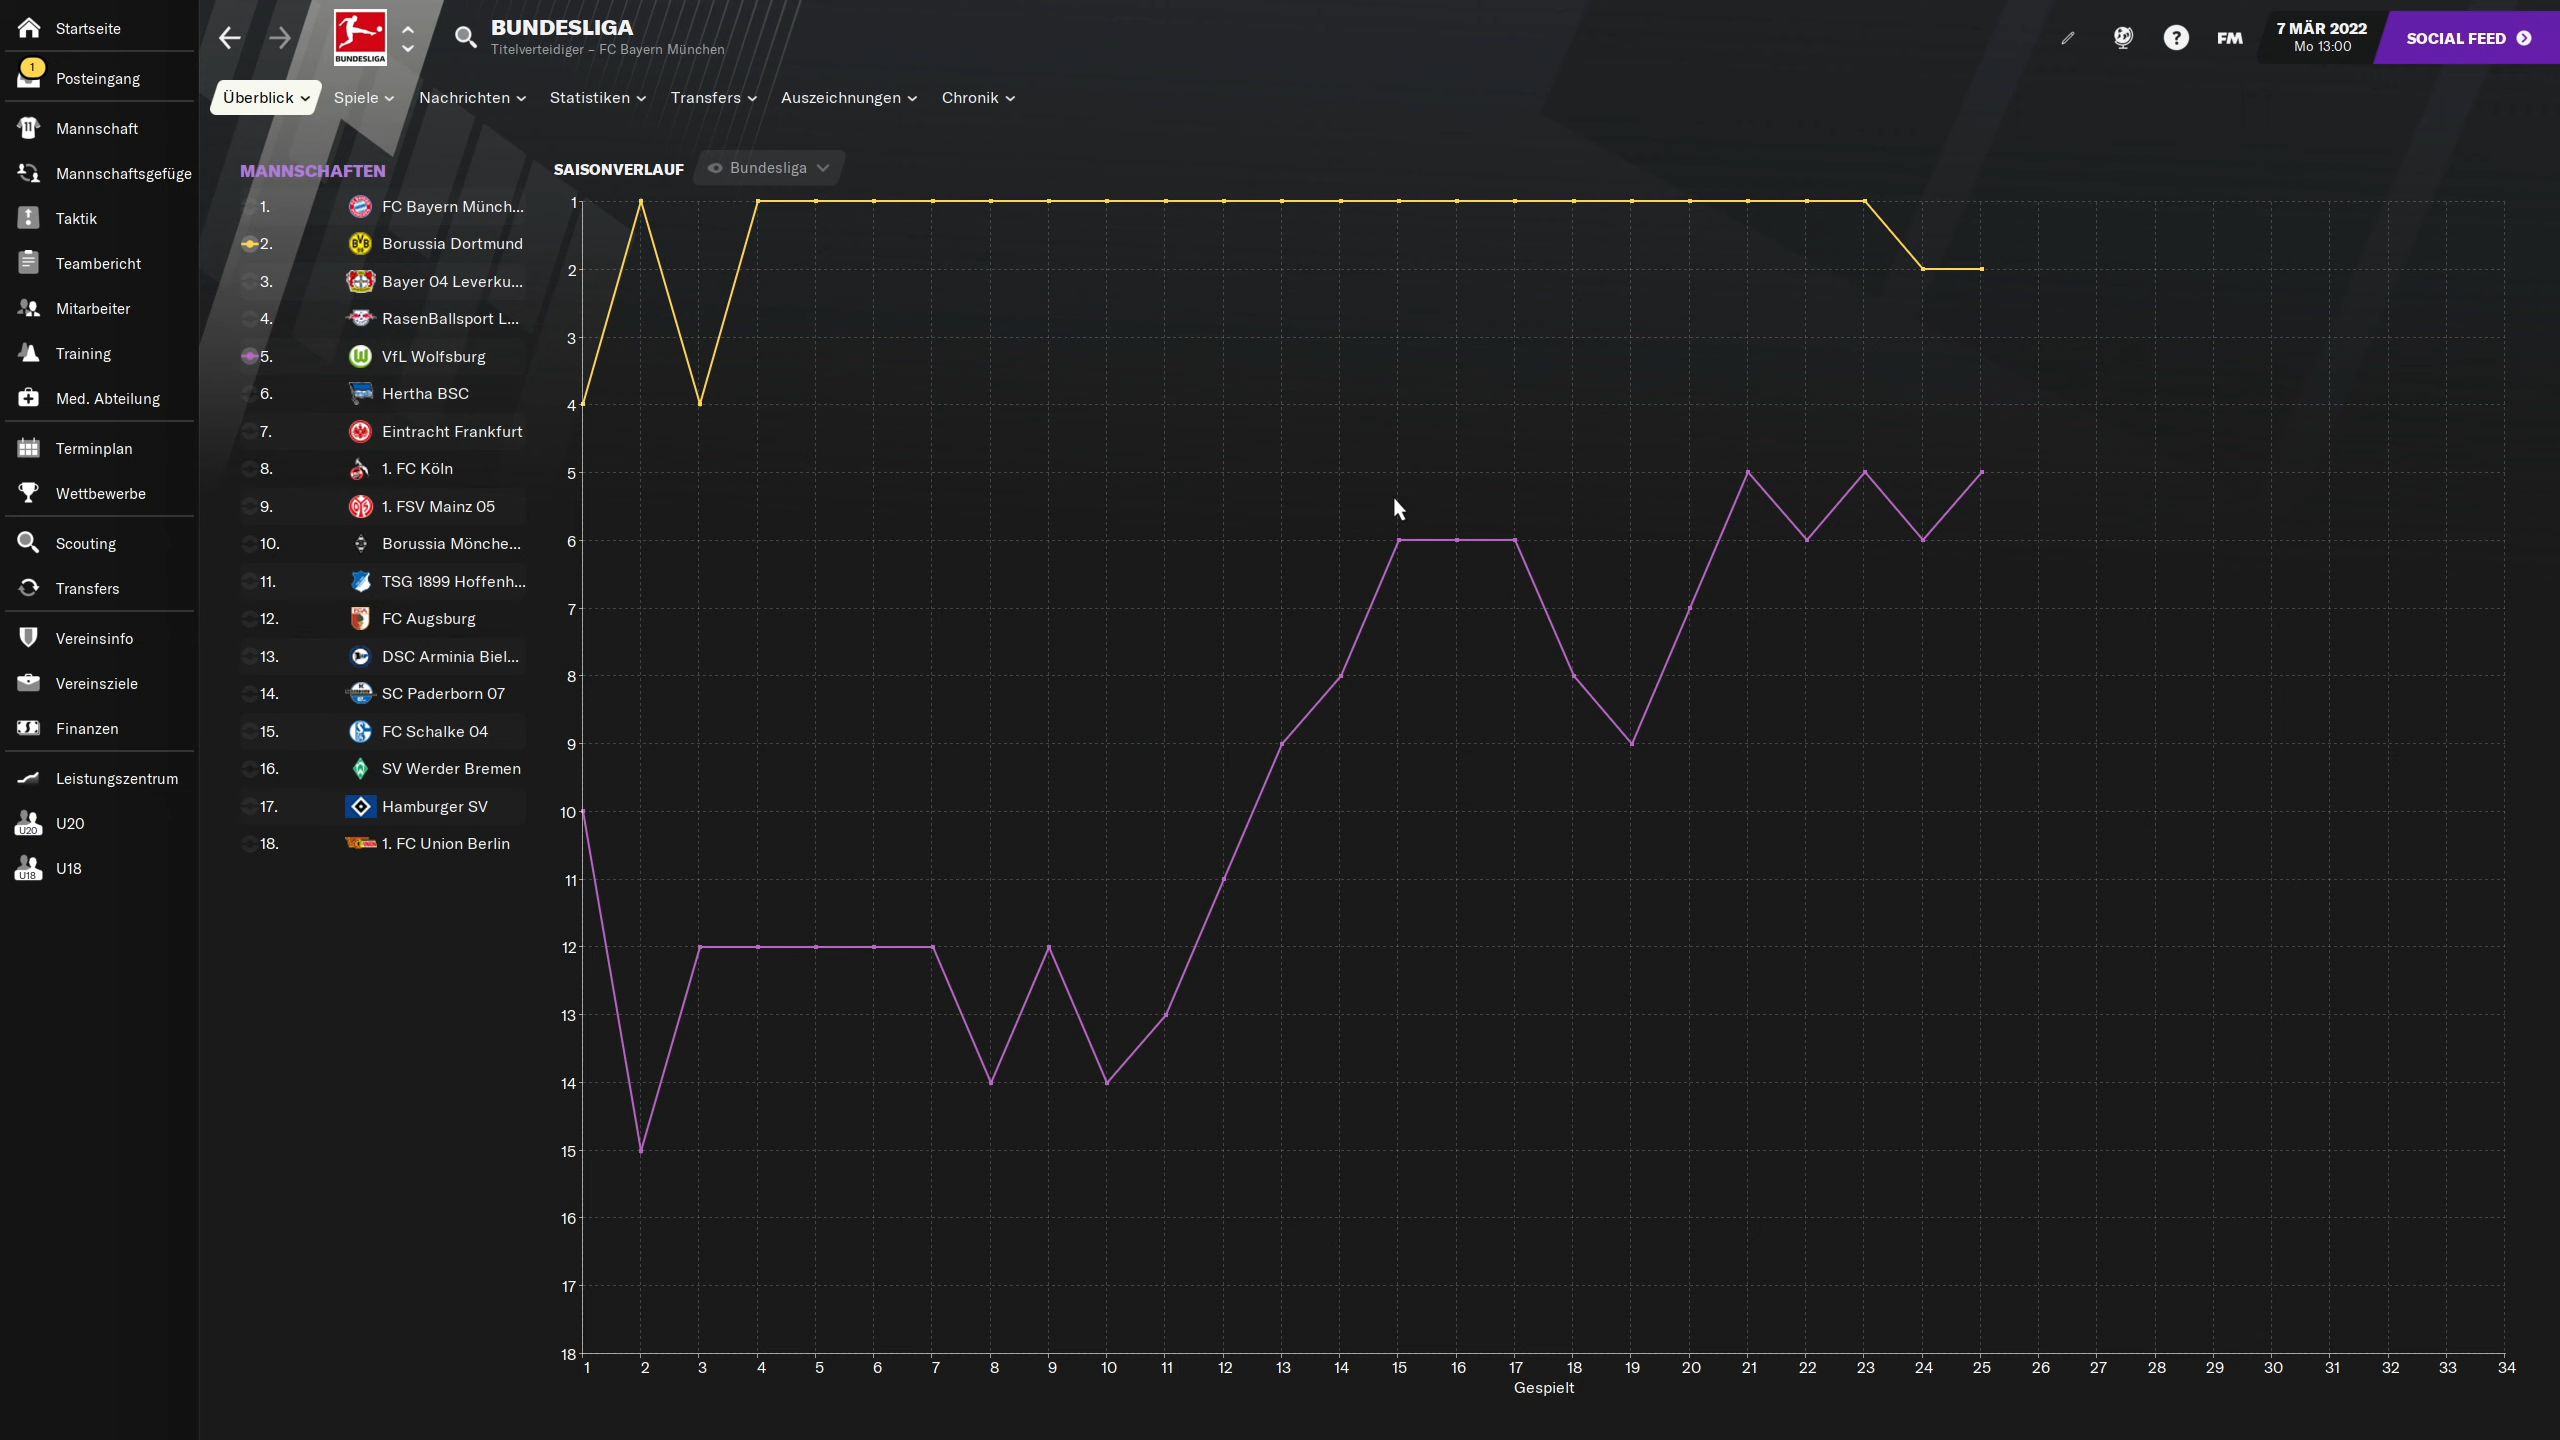 Startseite
1
Posteingang
Mannschaft
Mannschaftsgefüge
Taktik
Teambericht
Mitarbeiter
Training
Med. Abteilung
Terminplan
Wettbewerbe
Scouting
Transfers
Vereinsinfo
Vereinsziele
Finanzen
Leistungszentrum
U20 U20
U18 U18
BUNDESLIGA
BUNDESLIGA
Titelverteidiger – FC Bayern München
FM
7 MÄR 2022
Mo 13:00
SOCIAL FEED
Überblick Spiele Nachrichten Statistiken Transfers Auszeichnungen Chronik
MANNSCHAFTEN
1. FC Bayern Münch...
2. Borussia Dortmund
3. Bayer 04 Leverku...
4. RasenBallsport L...
5. VfL Wolfsburg
6. Hertha BSC
7. Eintracht Frankfurt
8. 1. FC Köln
9. 1. FSV Mainz 05
10. Borussia Mönche...
11. TSG 1899 Hoffenh...
12. FC Augsburg
13. DSC Arminia Biel...
14. SC Paderborn 07
15. FC Schalke 04
16. SV Werder Bremen
17. Hamburger SV
18. 1. FC Union Berlin
SAISONVERLAUF Bundesliga
1
2
3
4
5
6
7
8
9
10
11
12
13
14
15
16
17
18
1 2 3 4 5 6 7 8 9 10 11 12 13 14 15 16 17 18 19 20 21 22 23 24 25 26 27 28 29 30 31 32 33 34
Gespielt